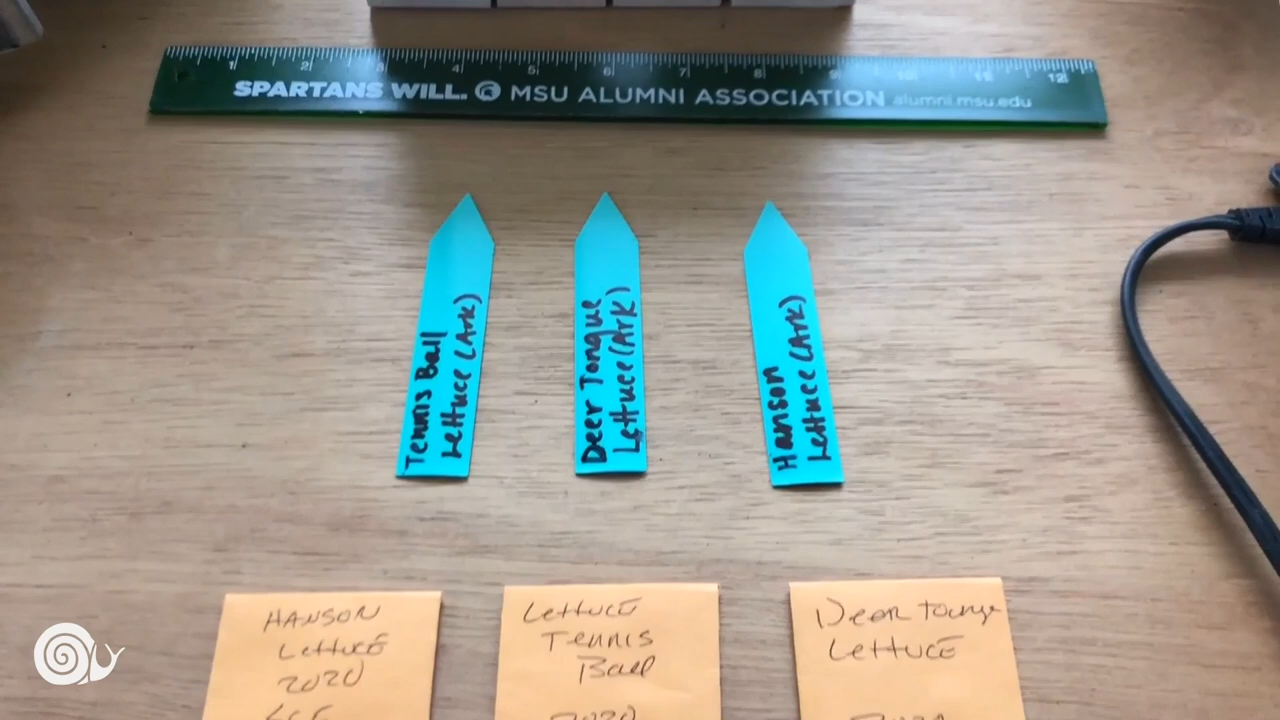 1 2 3 4 5 6 7 8 9 10 11 12
SPARTANS WILL. MSU ALUMNI ASSOCIATION alumni.msu.edu
Tennis Ball
Lettuce (Ark)
Deer Tongue
Lettuce (Ark)
Hanson
Lettuce (Ark)
HANSON
LETTUCE
2020
LETTUCE
TENNIS
Ball
2020
Deer Tounge
LETTUCE